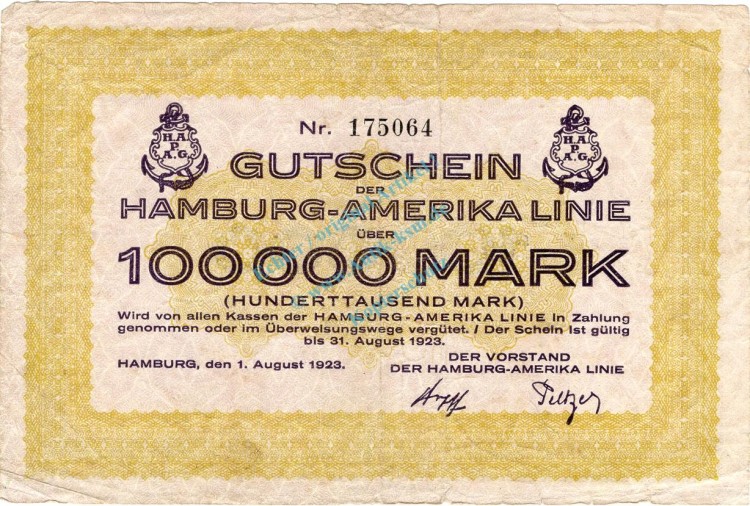 Nr. 175064
H.A.
P.
A.G
H.A.
P.
A.G
GUTSCHEIN
DER
HAMBURG-AMERIKA LINIE
ÜBER
100000 MARK
(HUNDERTTAUSEND MARK)
Wird von allen Kassen der HAMBURG-AMERIKA LINIE in Zahlung
genommen oder im Überweisungswege vergütet. / Der Schein ist gültig
bis 31. August 1923.
HAMBURG, den 1. August 1923.
DER VORSTAND
DER HAMBURG-AMERIKA LINIE
Peltzer